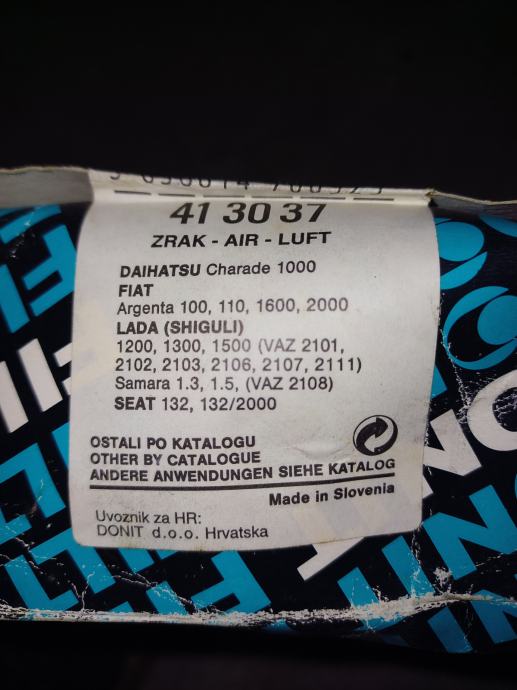 41 30 37
ZRAK - AIR - LUFT
DAIHATSU Charade 1000
FIAT
Argenta 100, 110, 1600, 2000
LADA (SHIGULI)
1200, 1300, 1500 (VAZ 2101,
2102, 2103, 2106, 2107, 2111)
Samara 1.3, 1.5, (VAZ 2108)
SEAT 132, 132/2000
OSTALI PO KATALOGU
OTHER BY CATALOGUE
ANDERE ANWENDUNGEN SIEHE KATALOG
Made in Slovenia
Uvoznik za HR:
DONIT d.o.o. Hrvatska